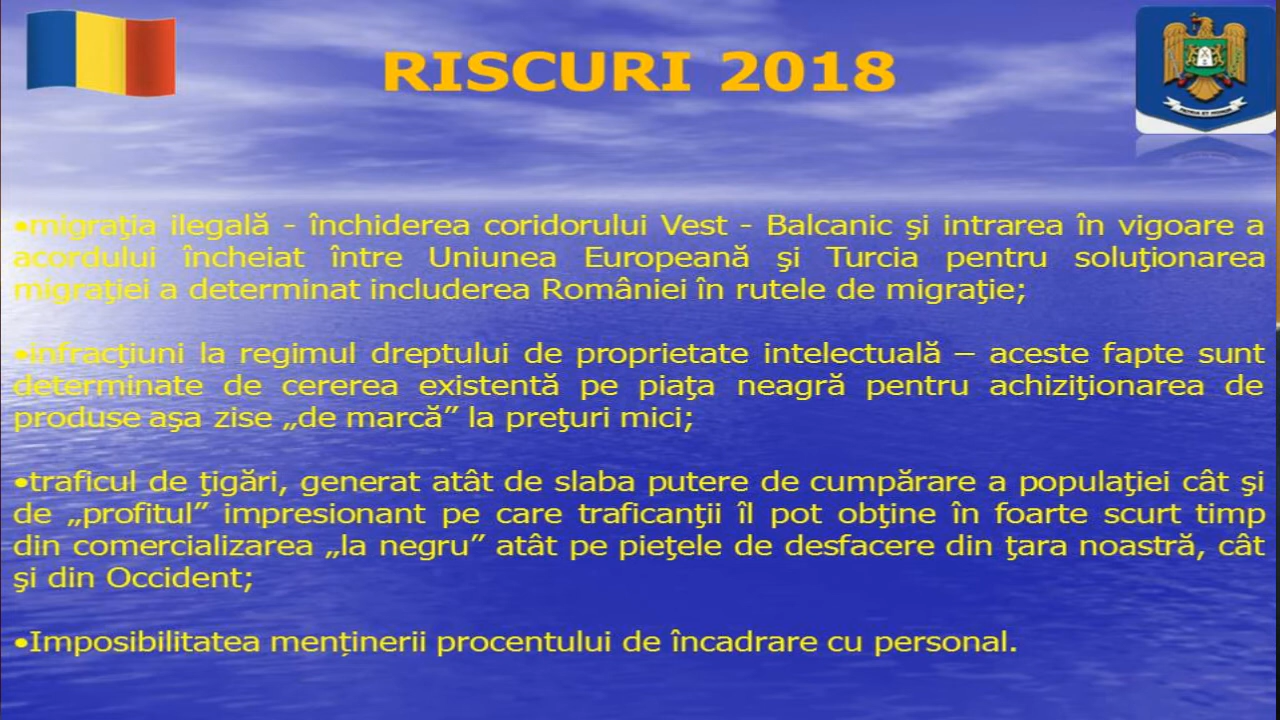 RISCURI 2018
PATRIA ET HONOR
•migraţia ilegală - închiderea coridorului Vest - Balcanic şi intrarea în vigoare a
acordului încheiat între Uniunea Europeană şi Turcia pentru soluţionarea
migraţiei a determinat includerea României în rutele de migraţie;
•infracţiuni la regimul dreptului de proprietate intelectuală – aceste fapte sunt
determinate de cererea existentă pe piaţa neagră pentru achiziţionarea de
produse aşa zise „de marcă” la preţuri mici;
•traficul de ţigări, generat atât de slaba putere de cumpărare a populaţiei cât şi
de „profitul” impresionant pe care traficanţii îl pot obţine în foarte scurt timp
din comercializarea „la negru” atât pe pieţele de desfacere din ţara noastră, cât
şi din Occident;
•Imposibilitatea menținerii procentului de încadrare cu personal.